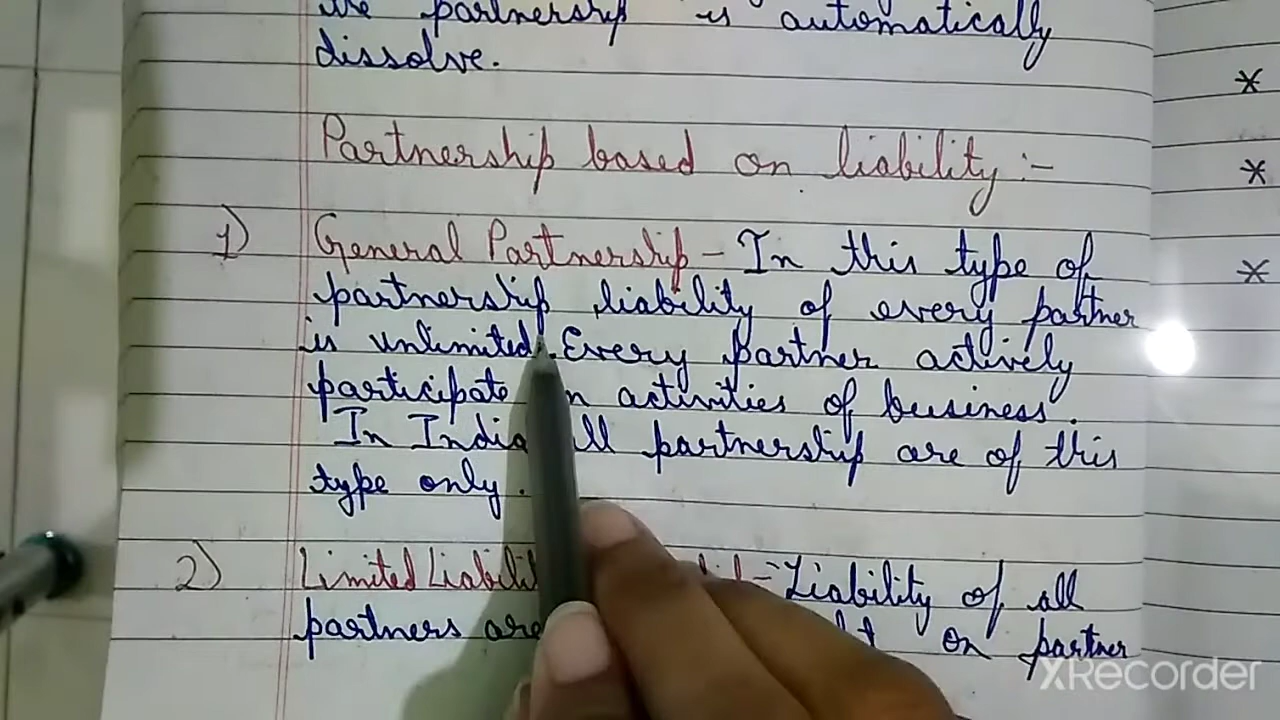 the partnership is automatically
dissolve.
Partnership based on liability :-
1) General Partnership - In this type of
partnership liability of every partner
is unlimited. Every partner actively
participate in activities of business.
In India all partnership are of this
type only.
2) Limited - Liability of all
partners are on partner
XRecorder